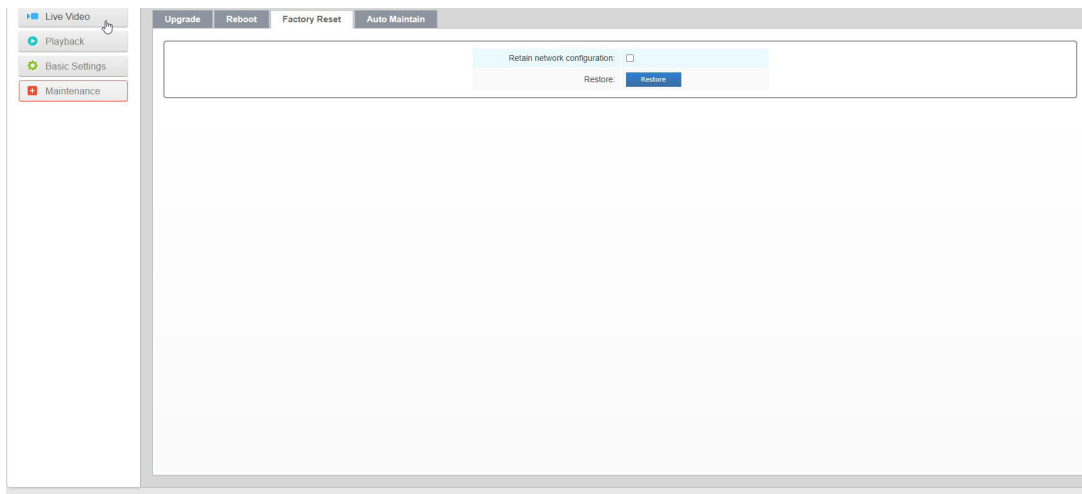 Live Video
Playback
Basic Settings
Maintenance
Upgrade Reboot Factory Reset Auto Maintain
Retain network configuration:
Restore: Restore